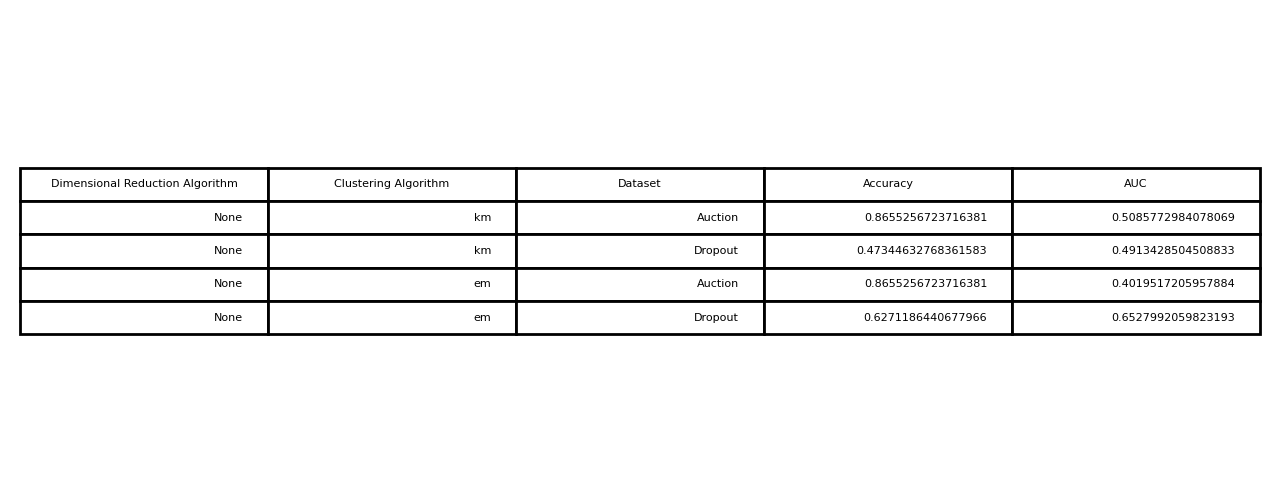 Dimensional Reduction Algorithm Clustering Algorithm Dataset Accuracy AUC
None km Auction 0.8655256723716381 0.5085772984078069
None km Dropout 0.47344632768361583 0.4913428504508833
None em Auction 0.8655256723716381 0.4019517205957884
None em Dropout 0.6271186440677966 0.6527992059823193